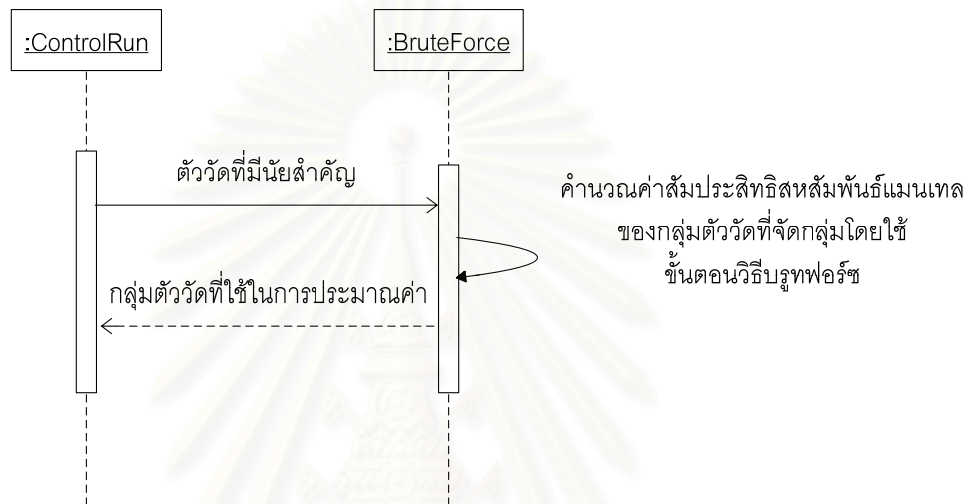 :ControlRun
:BruteForce
ตัววัดที่มีนัยสำคัญ
คำนวณค่าสัมประสิทธิสหสัมพันธ์แมนเทล
ของกลุ่มตัววัดที่จัดกลุ่มโดยใช้
ขั้นตอนวิธีบรูทฟอร์ซ
กลุ่มตัววัดที่ใช้ในการประมาณค่า